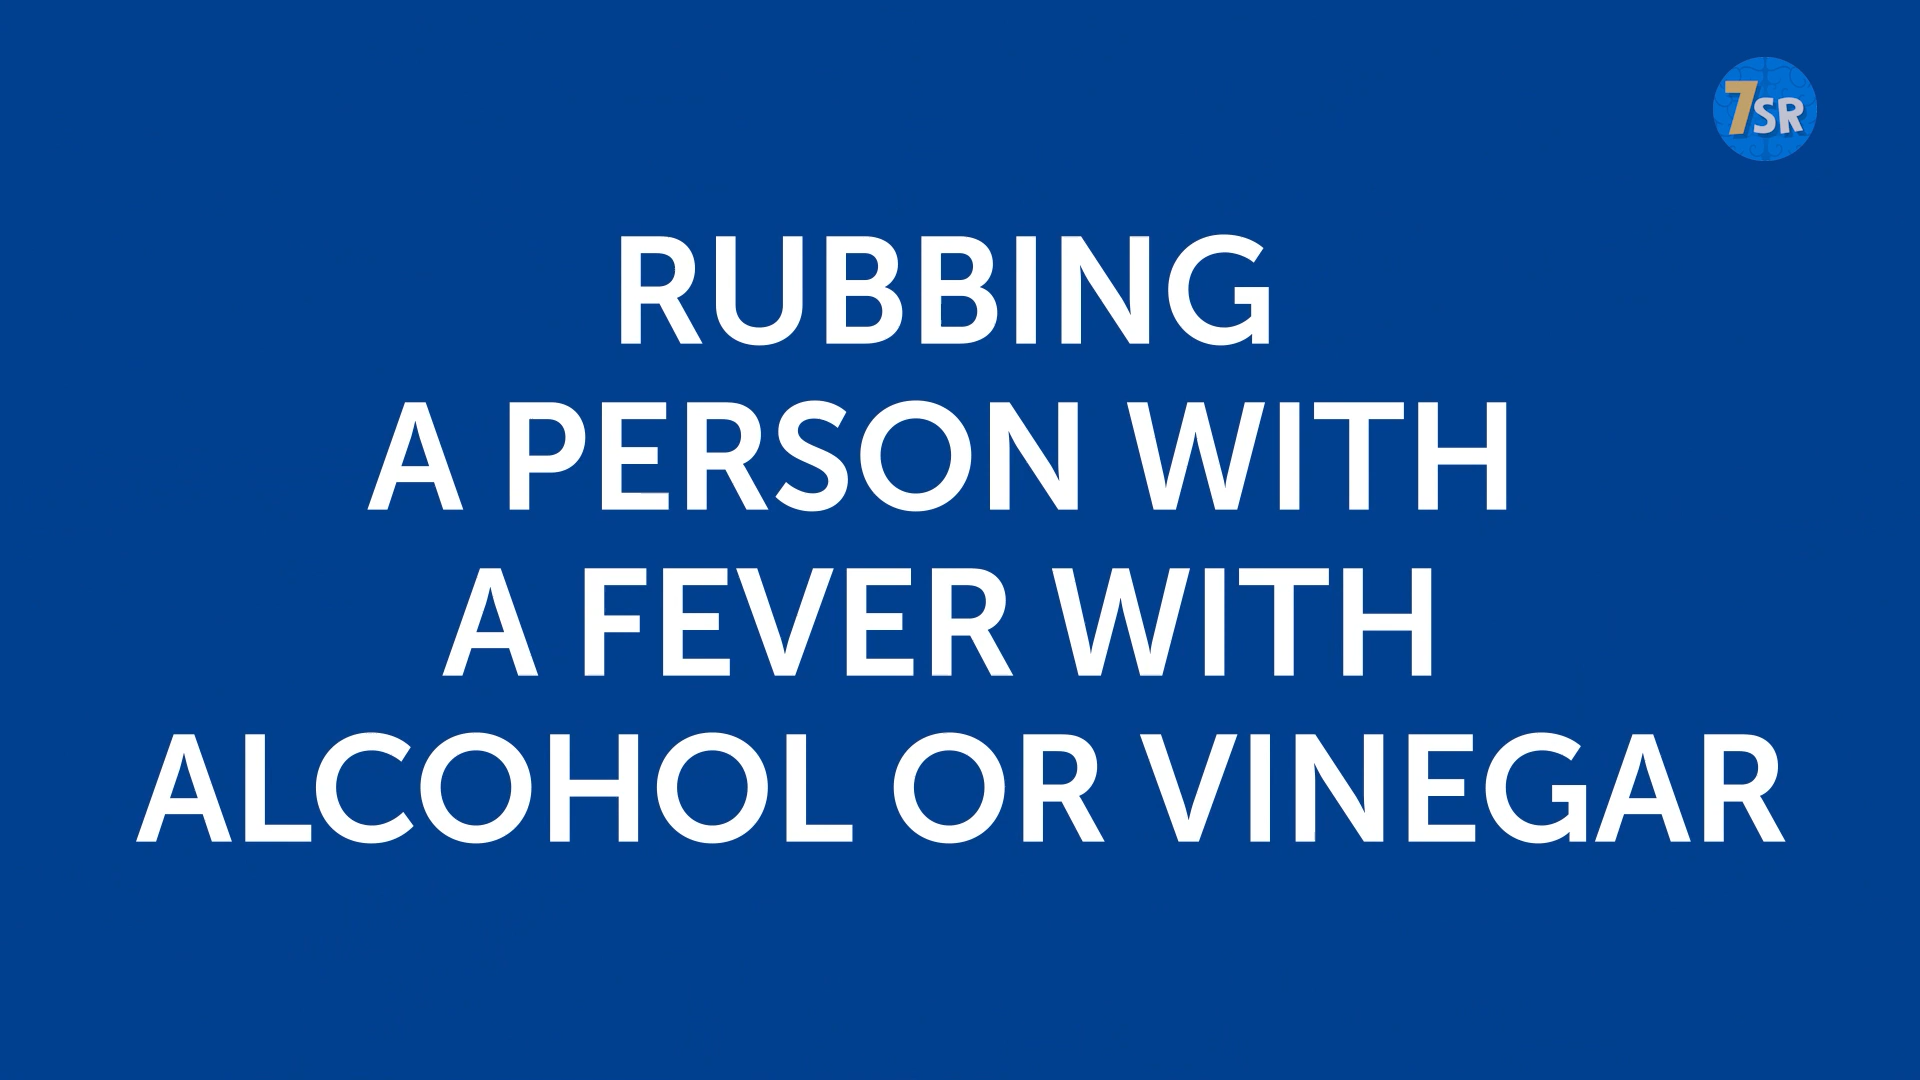 7SR
RUBBING
A PERSON WITH
A FEVER WITH
ALCOHOL OR VINEGAR